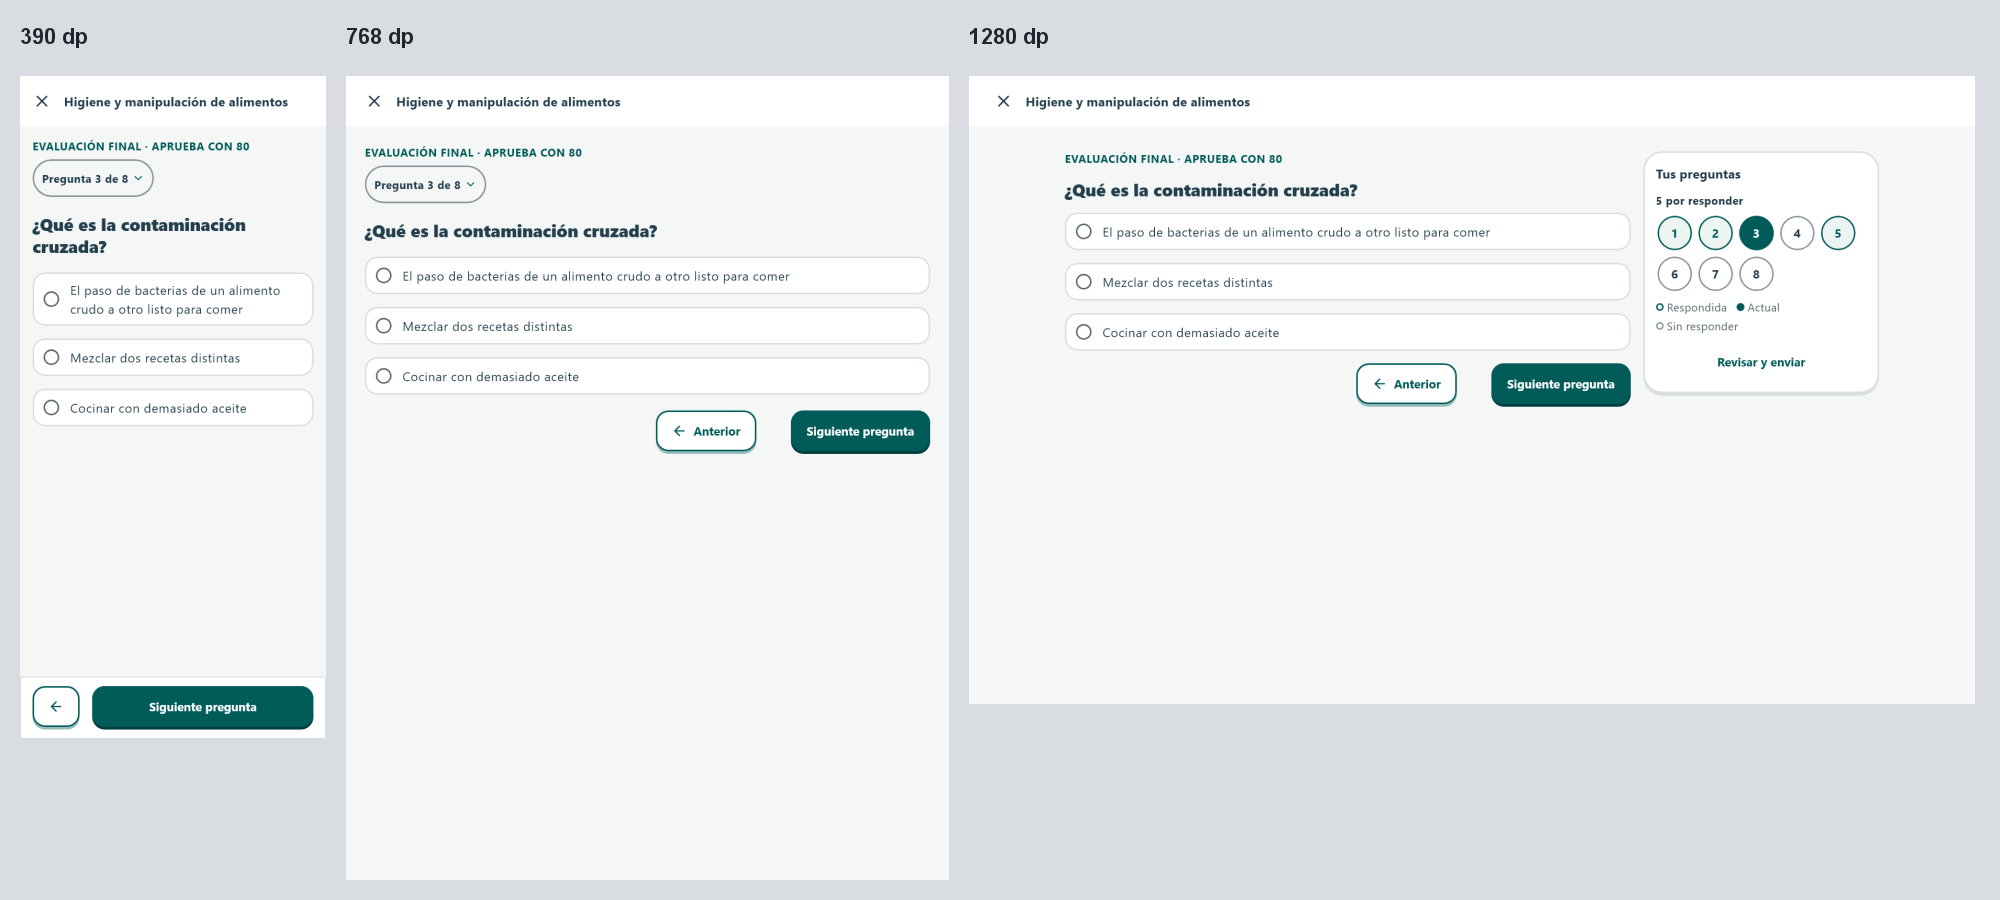 390 dp
Higiene y manipulación de alimentos
EVALUACIÓN FINAL · APRUEBA CON 80
Pregunta 3 de 8
¿Qué es la contaminación
cruzada?
El paso de bacterias de un alimento
crudo a otro listo para comer
Mezclar dos recetas distintas
Cocinar con demasiado aceite
Siguiente pregunta
768 dp
Higiene y manipulación de alimentos
EVALUACIÓN FINAL · APRUEBA CON 80
Pregunta 3 de 8
¿Qué es la contaminación cruzada?
El paso de bacterias de un alimento crudo a otro listo para comer
Mezclar dos recetas distintas
Cocinar con demasiado aceite
Anterior
Siguiente pregunta
1280 dp
Higiene y manipulación de alimentos
EVALUACIÓN FINAL · APRUEBA CON 80
¿Qué es la contaminación cruzada?
El paso de bacterias de un alimento crudo a otro listo para comer
Mezclar dos recetas distintas
Cocinar con demasiado aceite
Anterior
Siguiente pregunta
Tus preguntas
5 por responder
1 2 3 4 5
6 7 8
Respondida Actual
Sin responder
Revisar y enviar